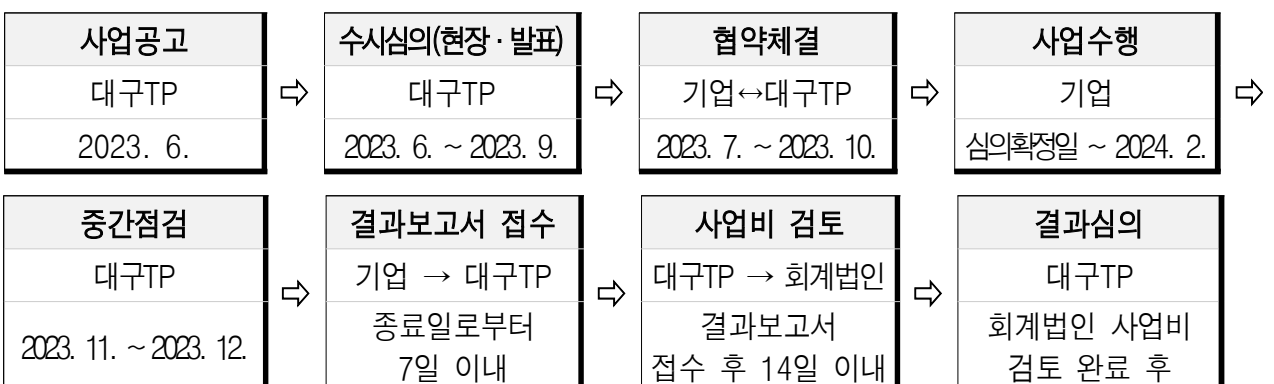 사업공고
대구TP
2023. 6.
⇨
수시심의(현장·발표)
대구TP
2023. 6. ~ 2023. 9.
⇨
협약체결
기업↔대구TP
2023. 7. ~ 2023. 10.
⇨
사업수행
기업
심의확정일 ~ 2024. 2.
⇨
중간점검
대구TP
2023. 11. ~ 2023. 12.
⇨
결과보고서 접수
기업 → 대구TP
종료일로부터
7일 이내
⇨
사업비 검토
대구TP → 회계법인
결과보고서
접수 후 14일 이내
⇨
결과심의
대구TP
회계법인 사업비
검토 완료 후